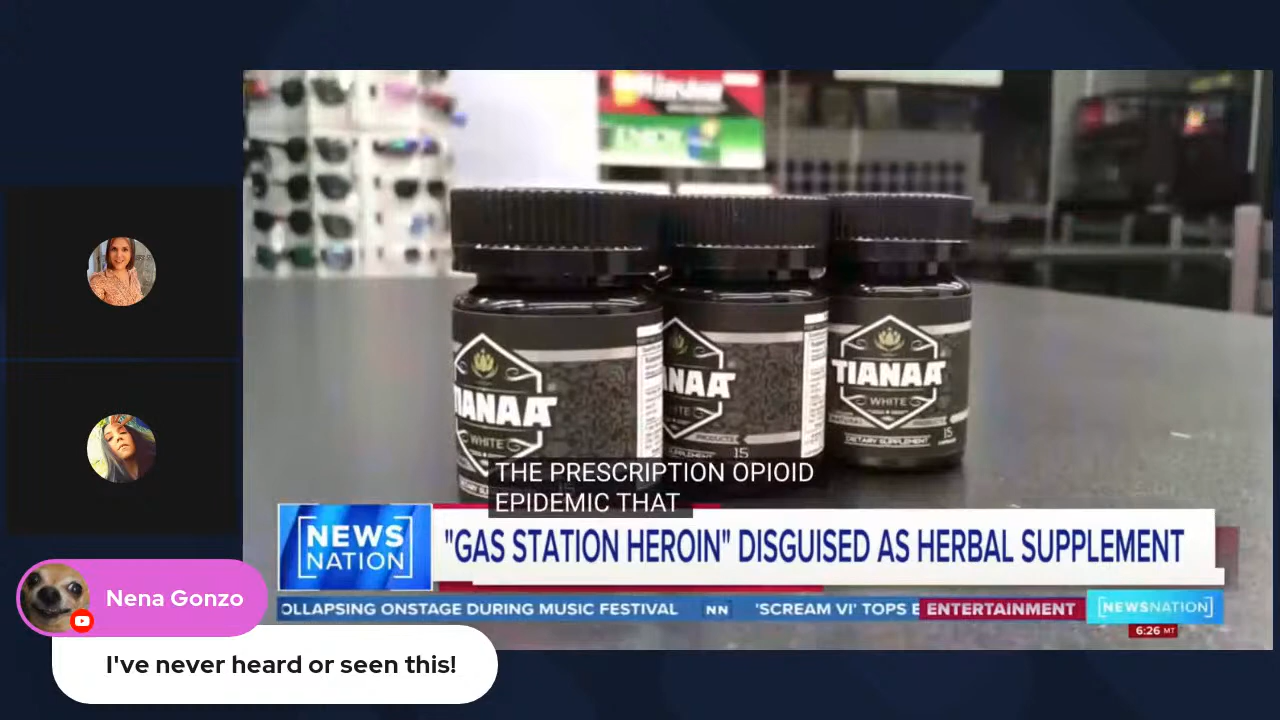 TIANAA
WHITE
DIETARY SUPPLEMENT
15
TIANAA
WHITE
15
THE PRESCRIPTION OPIOID
EPIDEMIC THAT
NEWS
NATION
"GAS STATION HEROIN" DISGUISED AS HERBAL SUPPLEMENT
OLLAPSING ONSTAGE DURING MUSIC FESTIVAL NN 'SCREAM VI' TOPS ENTERTAINMENT
NEWSNATION
6:26 MT
Nena Gonzo
I've never heard or seen this!